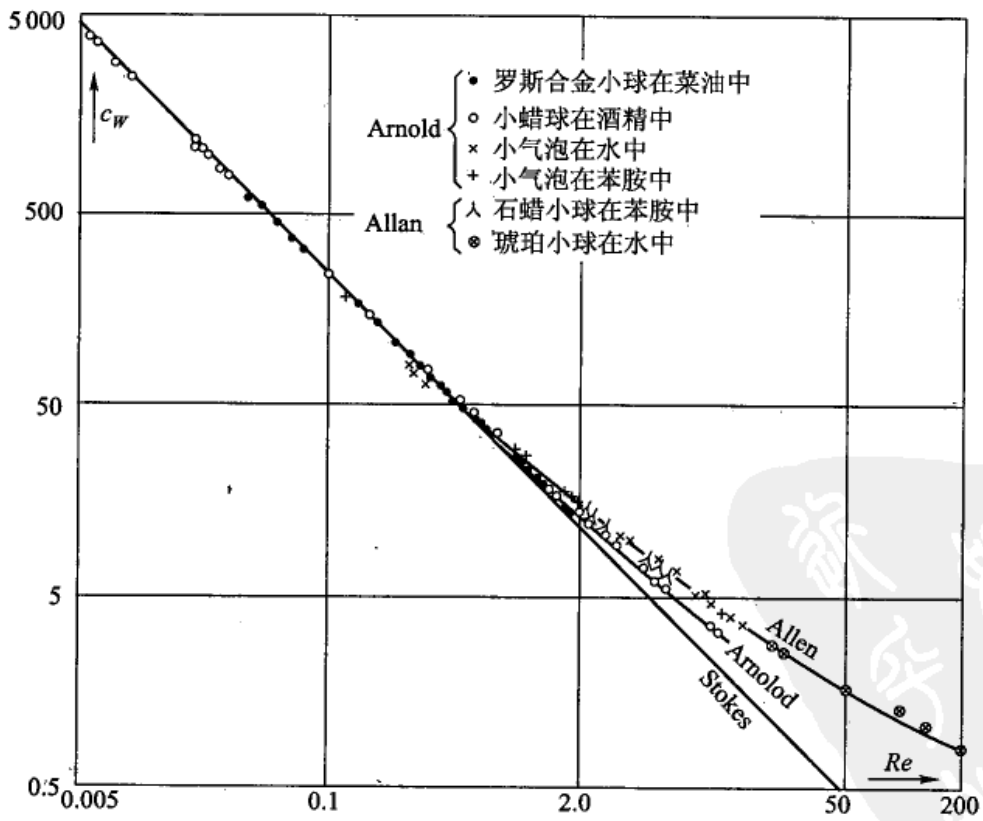 5 000
c_W
Arnold
罗斯合金小球在菜油中
小蜡球在酒精中
小气泡在水中
小气泡在苯胺中
Allan
石蜡小球在苯胺中
琥珀小球在水中
500
50
5
Allen
Arnolod
Stokes
Re
0.5
0.005
0.1
2.0
50
200